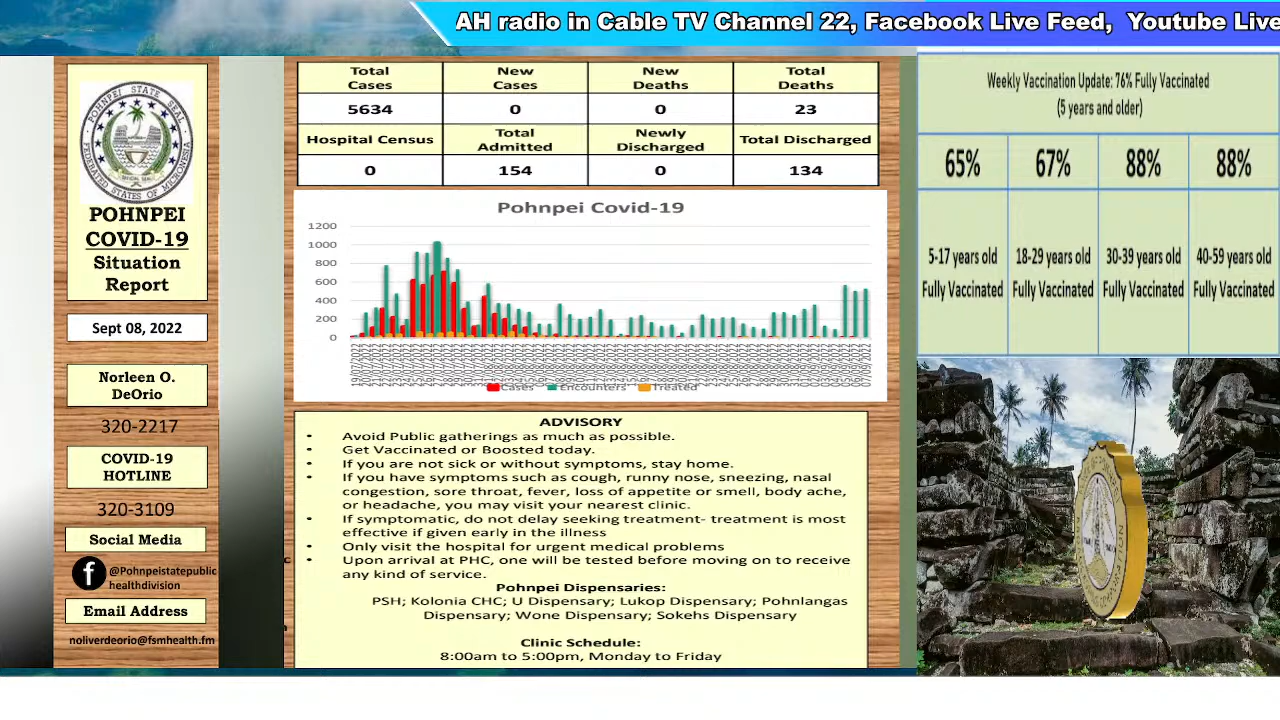 AH radio in Cable TV Channel 22, Facebook Live Feed, Youtube Live
POHNPEI STATE SEAL
FEDERATED STATES OF MICRONESIA
POHNPEI
COVID-19
Situation
Report
Sept 08, 2022
Norleen O.
DeOrio
320-2217
COVID-19
HOTLINE
320-3109
Social Media
@Pohnpeistatepublic
healthdivision
Email Address
noliverdeorio@fsmhealth.fm
Total Cases
New Cases
New Deaths
Total Deaths
5634
0
0
23
Hospital Census
Total Admitted
Newly Discharged
Total Discharged
0
154
0
134
Pohnpei Covid-19
1200
1000
800
600
400
200
0
Cases
Encounters
Treated
ADVISORY
• Avoid Public gatherings as much as possible.
• Get Vaccinated or Boosted today.
• If you are not sick or without symptoms, stay home.
• If you have symptoms such as cough, runny nose, sneezing, nasal
congestion, sore throat, fever, loss of appetite or smell, body ache,
or headache, you may visit your nearest clinic.
• If symptomatic, do not delay seeking treatment- treatment is most
effective if given early in the illness
• Only visit the hospital for urgent medical problems
• Upon arrival at PHC, one will be tested before moving on to receive
any kind of service.
Pohnpei Dispensaries:
PSH; Kolonia CHC; U Dispensary; Lukop Dispensary; Pohnlangas
Dispensary; Wone Dispensary; Sokehs Dispensary
Clinic Schedule:
8:00am to 5:00pm, Monday to Friday
Weekly Vaccination Update: 76% Fully Vaccinated
(5 years and older)
65%
67%
88%
88%
5-17 years old
Fully Vaccinated
18-29 years old
Fully Vaccinated
30-39 years old
Fully Vaccinated
40-59 years old
Fully Vaccinated